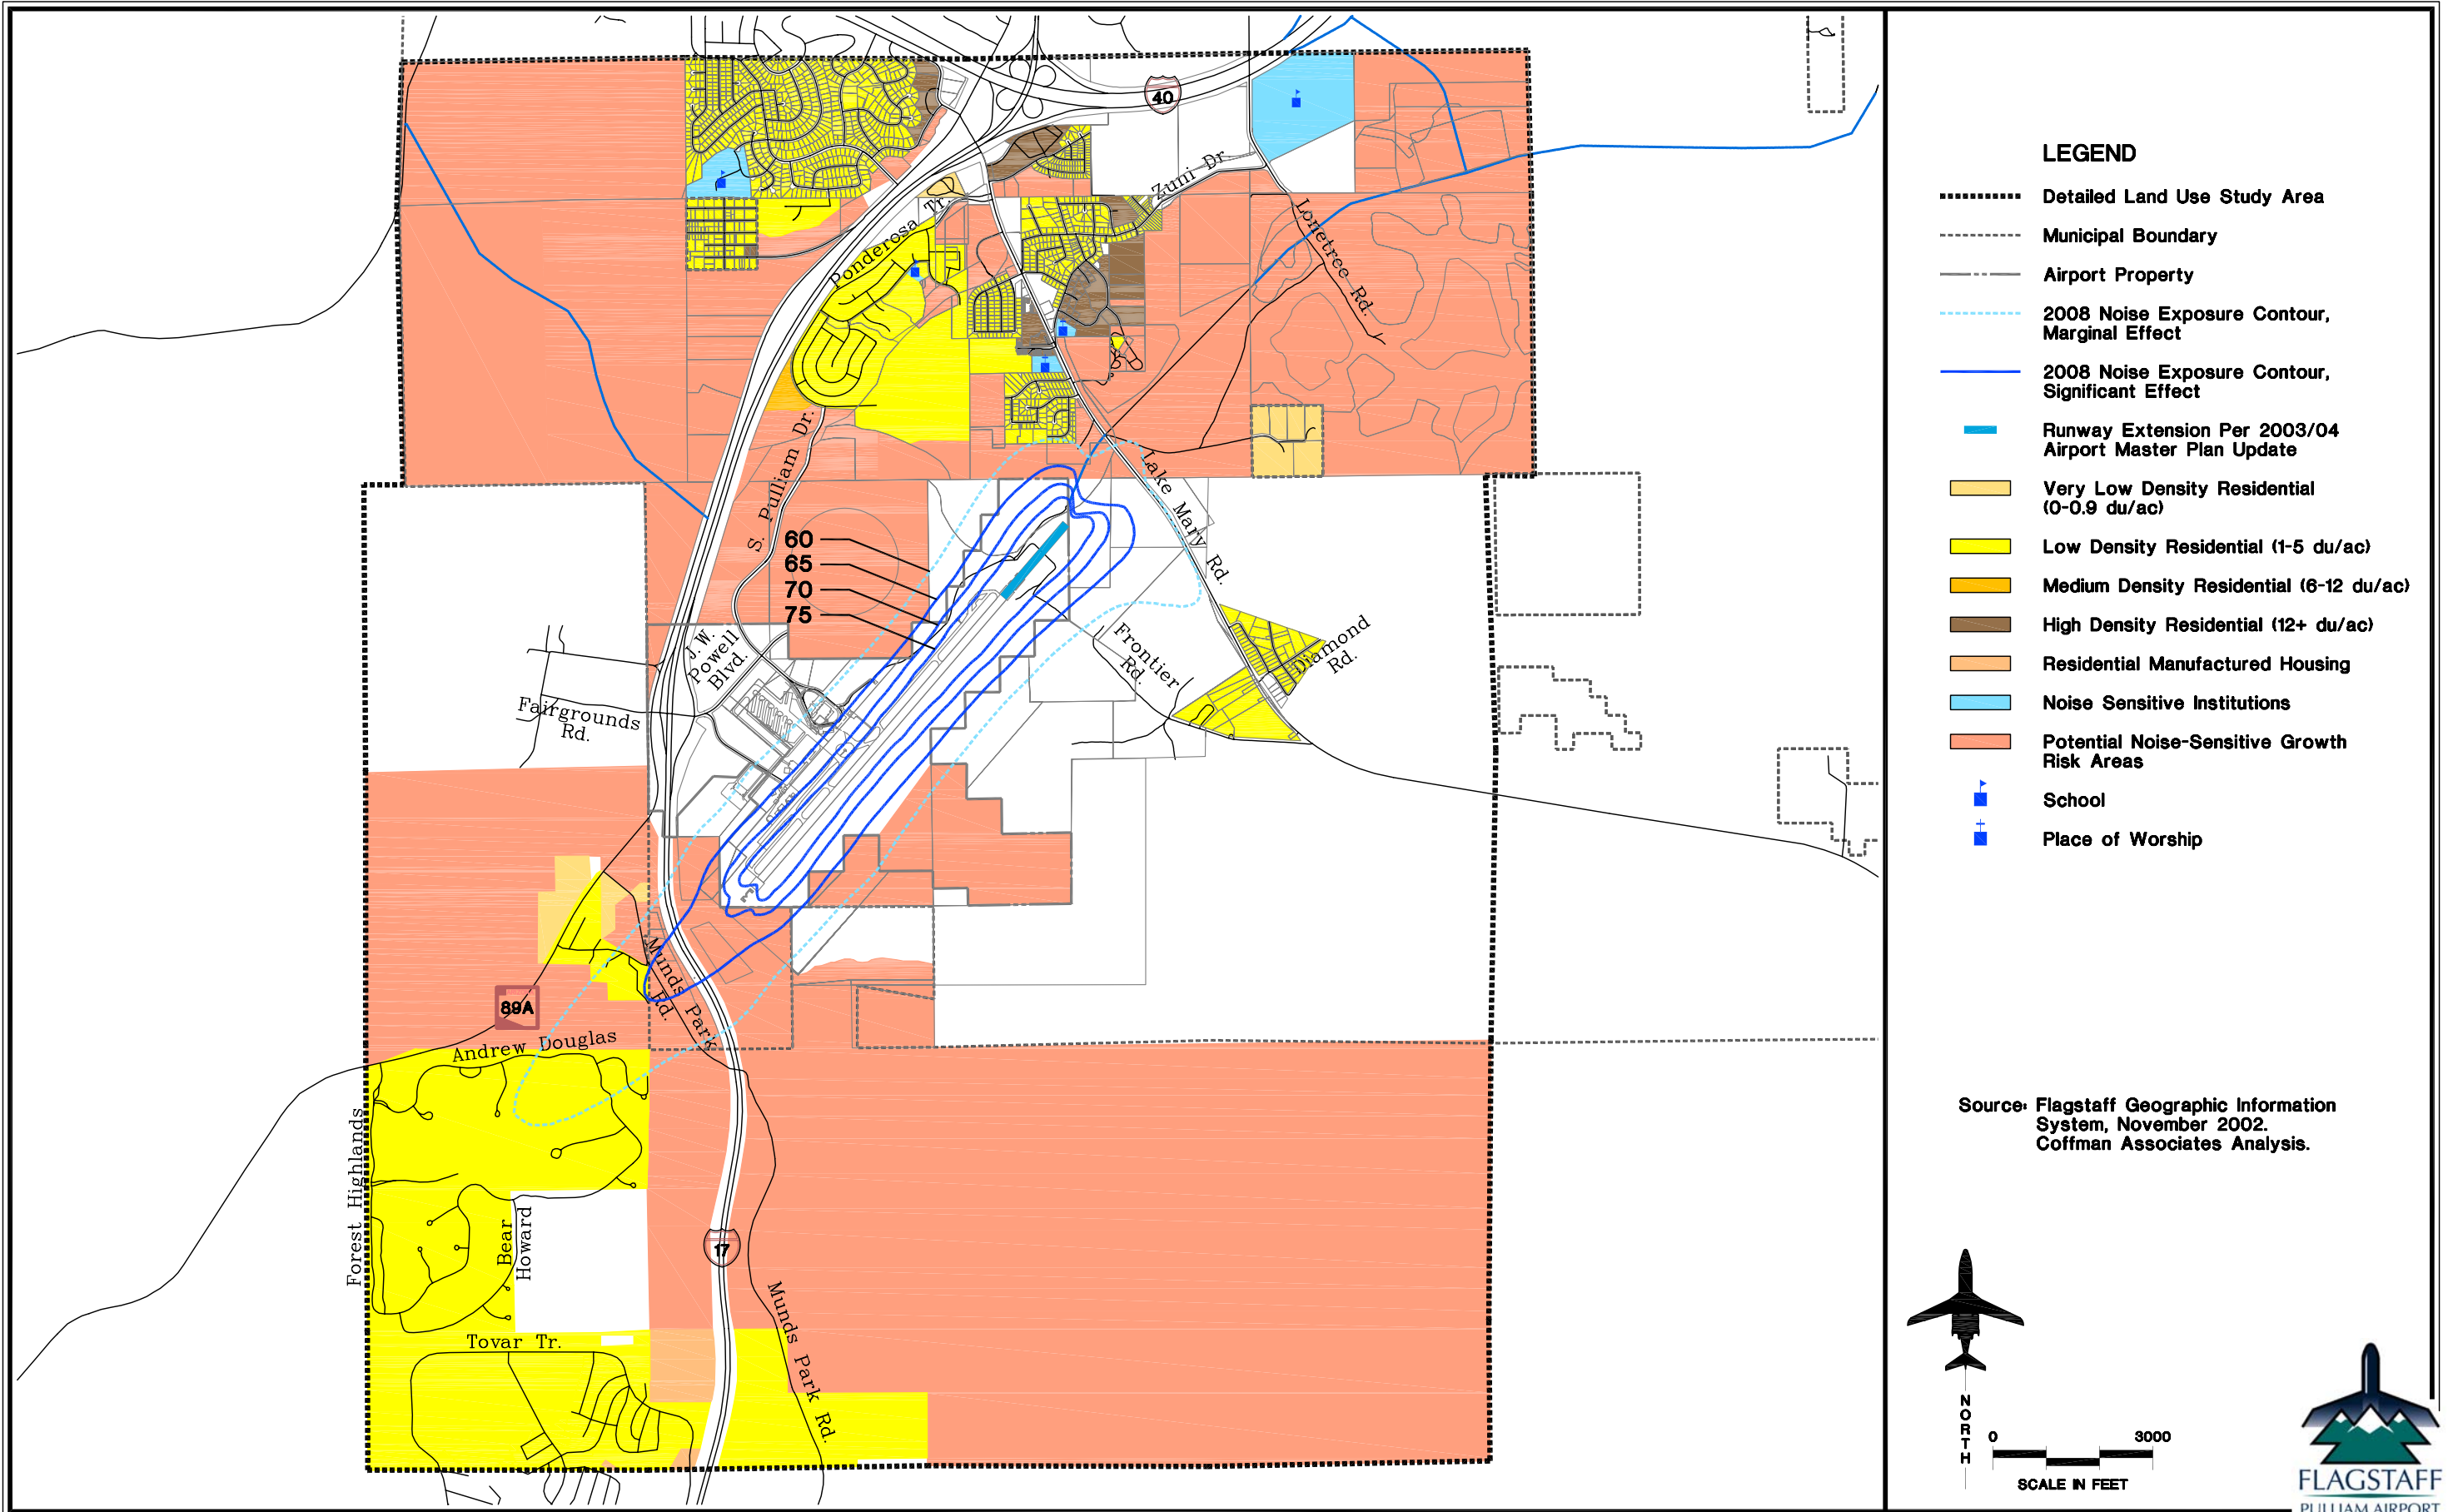 40
Zuni Dr.
Ponderosa Tr.
Lonetree Rd.
S. Pulliam Dr.
Lake Mary Rd.
60
65
70
75
J.W.
Powell
Blvd.
Frontier
Rd.
Diamond
Rd.
Fairgrounds
Rd.
Munds Park
Rd.
89A
Andrew Douglas
Forest Highlands
Bear
Howard
17
Tovar Tr.
Munds Park Rd.
LEGEND
Detailed Land Use Study Area
Municipal Boundary
Airport Property
2008 Noise Exposure Contour,
Marginal Effect
2008 Noise Exposure Contour,
Significant Effect
Runway Extension Per 2003/04
Airport Master Plan Update
Very Low Density Residential
(0-0.9 du/ac)
Low Density Residential (1-5 du/ac)
Medium Density Residential (6-12 du/ac)
High Density Residential (12+ du/ac)
Residential Manufactured Housing
Noise Sensitive Institutions
Potential Noise-Sensitive Growth
Risk Areas
School
Place of Worship
Source: Flagstaff Geographic Information
System, November 2002.
Coffman Associates Analysis.
NORTH
0 3000
SCALE IN FEET
FLAGSTAFF
PULLIAM AIRPORT